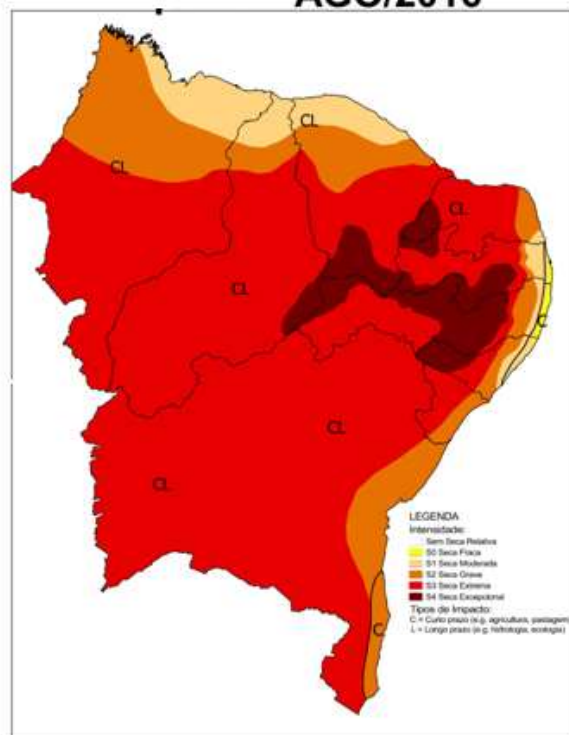 AGO/2016
CL
CL
CL
CL
CL
C
CL
CL
C
LEGENDA
Intensidade:
Sem Seca Relativa
S0 Seca Fraca
S1 Seca Moderada
S2 Seca Grave
S3 Seca Extrema
S4 Seca Excepcional
Tipos de Impacto:
C = Curto prazo (e.g. agricultura, pastagem)
L = Longo prazo (e.g. hidrologia, ecologia)